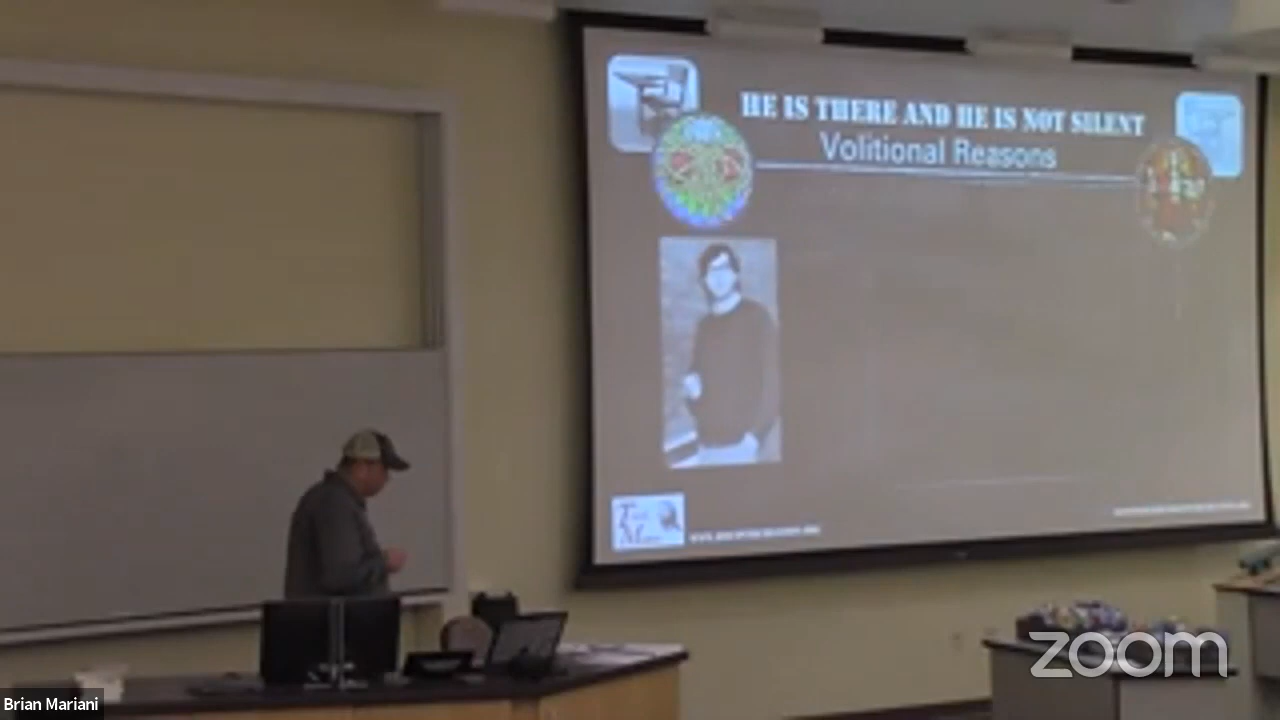 HE IS THERE AND HE IS NOT SILENT
Volitional Reasons
zoom
Brian Mariani